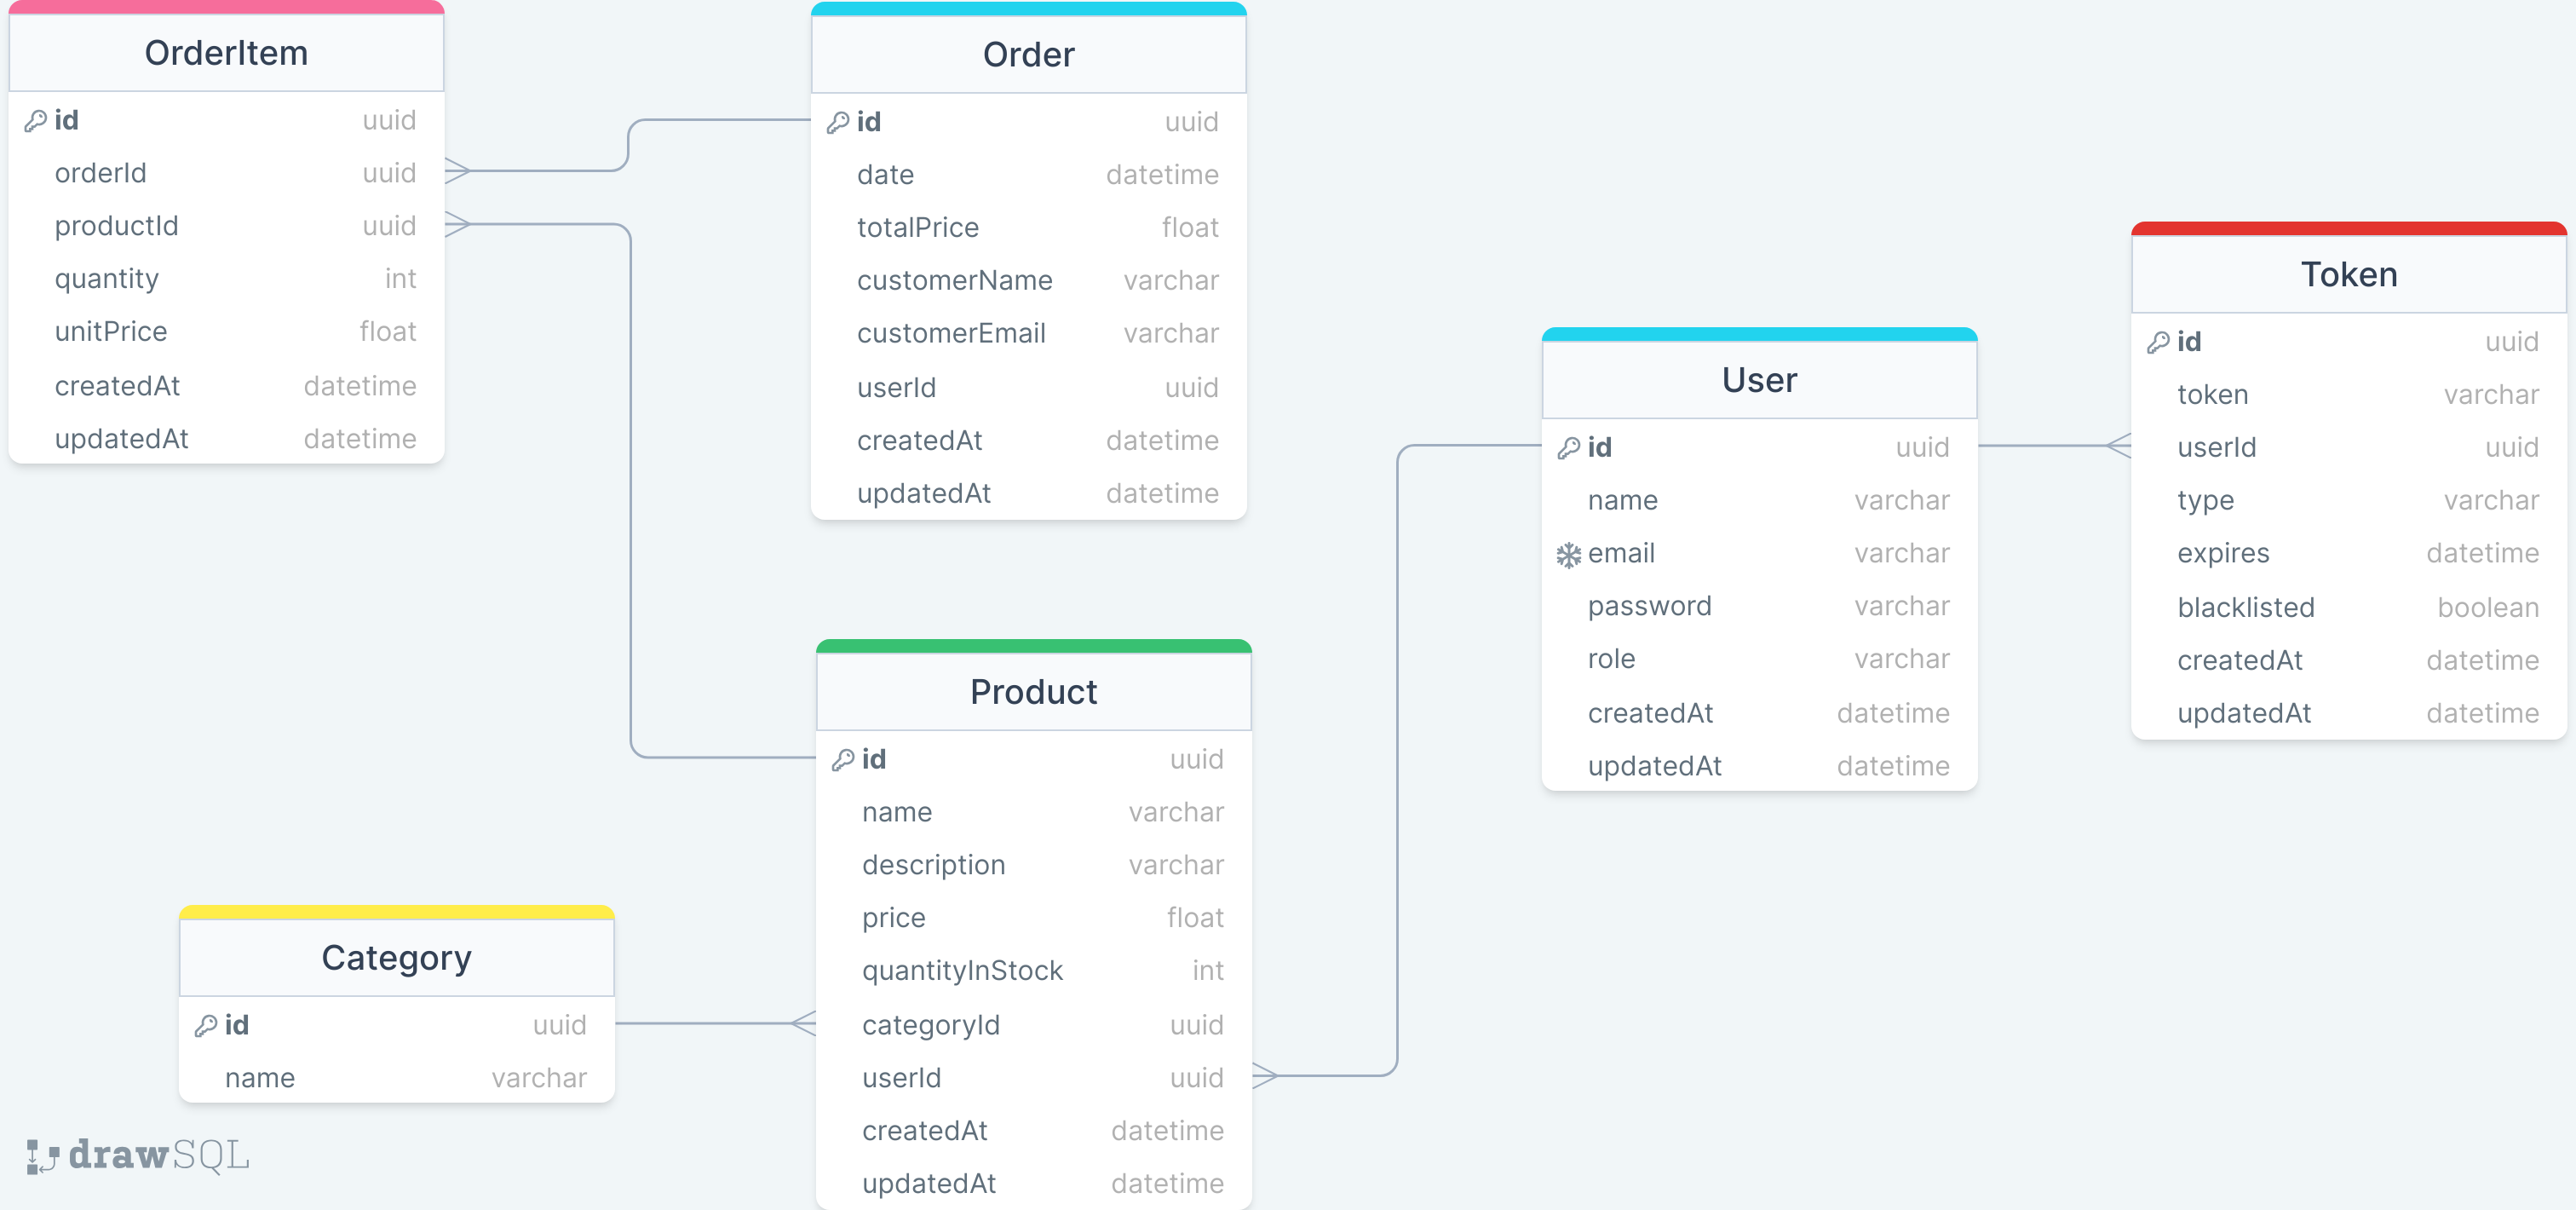 OrderItem
id uuid
orderId uuid
productId uuid
quantity int
unitPrice float
createdAt datetime
updatedAt datetime
Order
id uuid
date datetime
totalPrice float
customerName varchar
customerEmail varchar
userId uuid
createdAt datetime
updatedAt datetime
User
id uuid
name varchar
email varchar
password varchar
role varchar
createdAt datetime
updatedAt datetime
Token
id uuid
token varchar
userId uuid
type varchar
expires datetime
blacklisted boolean
createdAt datetime
updatedAt datetime
Product
id uuid
name varchar
description varchar
price float
quantityInStock int
categoryId uuid
userId uuid
createdAt datetime
updatedAt datetime
Category
id uuid
name varchar
drawSQL